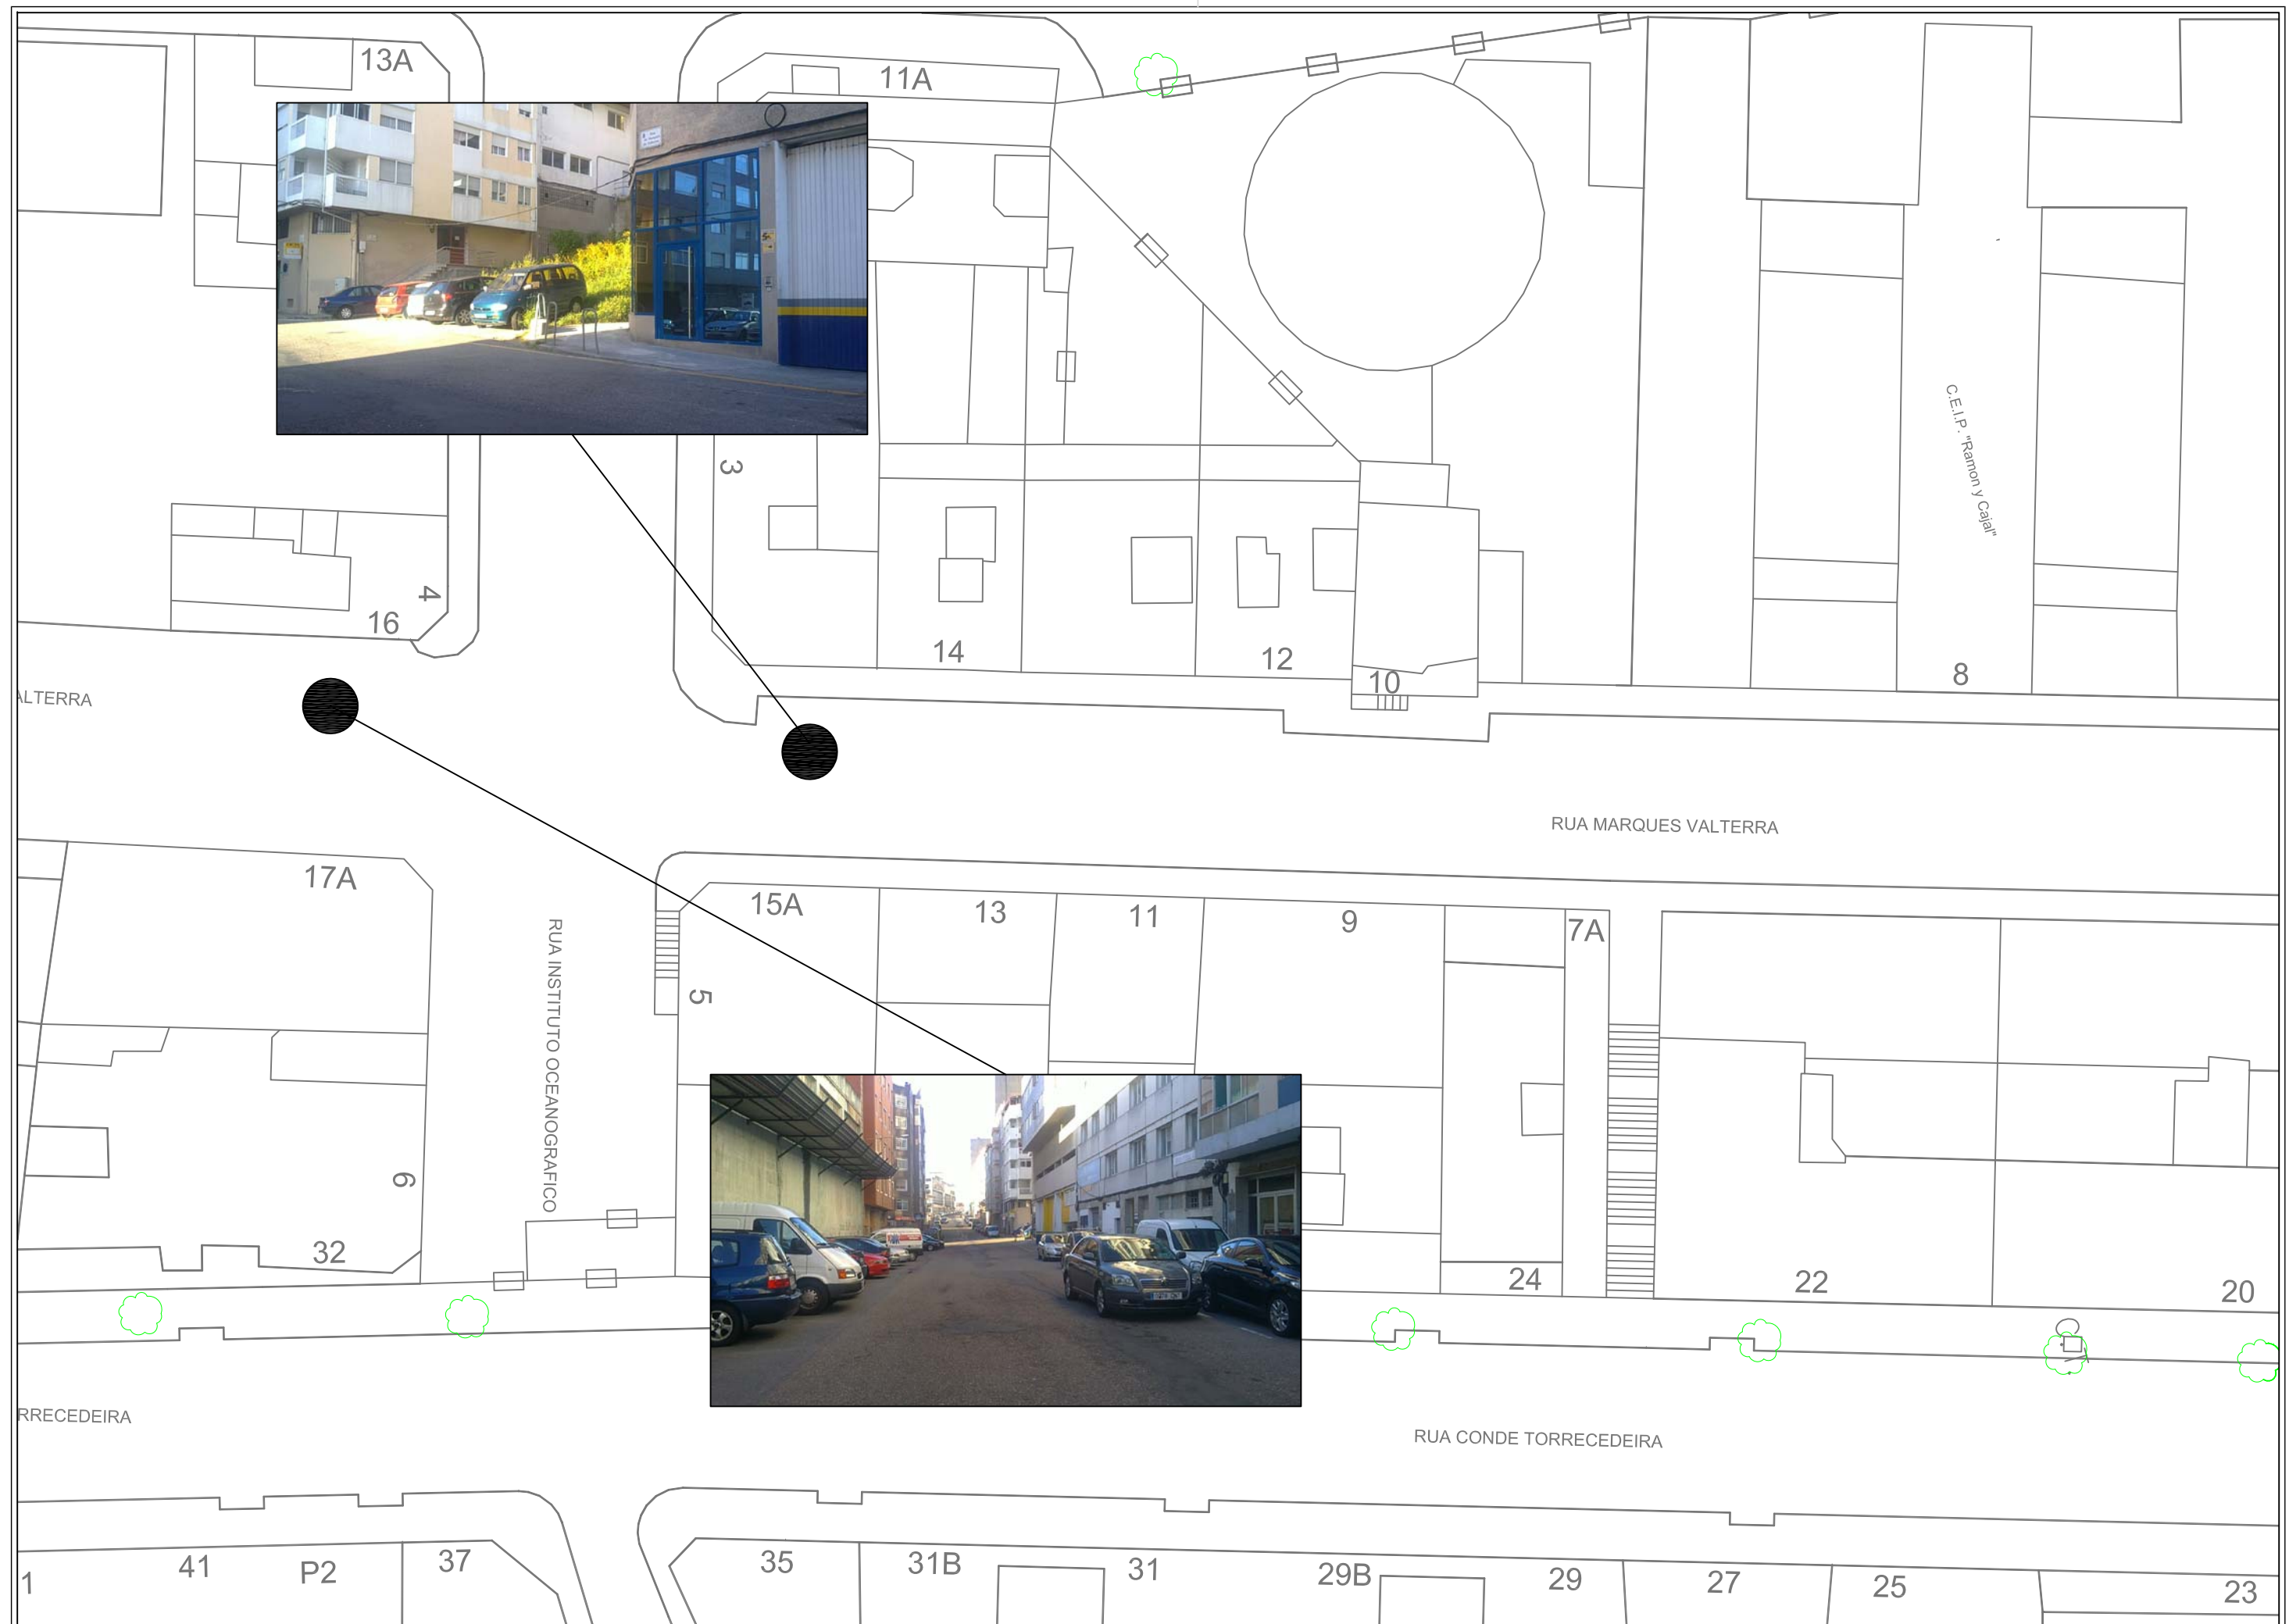 13A
11A
3
4
16
14
12
10
8
C.E.I.P. "Ramon y Cajal"
ALTERRA
RUA MARQUES VALTERRA
17A
15A
13
11
9
7A
RUA INSTITUTO OCEANOGRAFICO
5
6
32
24
22
20
RRECEDEIRA
RUA CONDE TORRECEDEIRA
1
41
P2
37
35
31B
31
29B
29
27
25
23